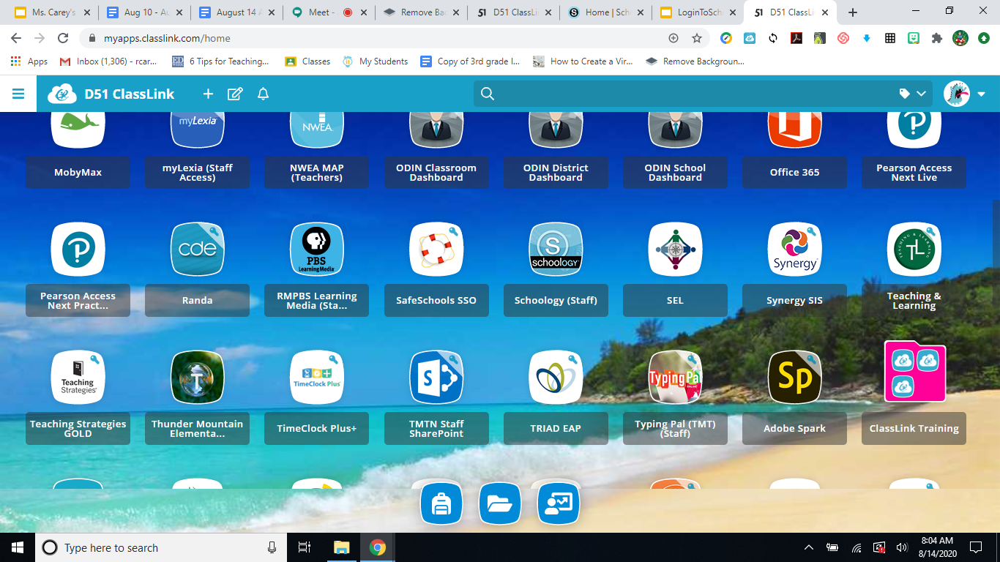 Ms. Carey's
Aug 10 - Au
August 14 A
Meet -
Remove Bac
D51 ClassLi
Home | Scho
LoginToScho
D51 ClassLi
myapps.classlink.com/home
Apps
Inbox (1,306) - rcar...
6 Tips for Teaching...
Classes
My Students
Copy of 3rd grade I...
How to Create a Vir...
Remove Backgroun...
D51 ClassLink
myLexia
NWEA
MobyMax
myLexia (Staff
Access)
NWEA MAP
(Teachers)
ODIN Classroom
Dashboard
ODIN District
Dashboard
ODIN School
Dashboard
Office 365
Pearson Access
Next Live
cde
PBS
LearningMedia
S
schoology
Synergy
TEACHING & LEARNING
TL
Pearson Access
Next Pract...
Randa
RMPBS Learning
Media (Sta...
SafeSchools SSO
Schoology (Staff)
SEL
Synergy SIS
Teaching &
Learning
Teaching
Strategies
T
TimeClock Plus
S
TypingPal
Sp
Teaching Strategies
GOLD
Thunder Mountain
Elementa...
TimeClock Plus+
TMTN Staff
SharePoint
TRIAD EAP
Typing Pal (TMT)
(Staff)
Adobe Spark
ClassLink Training
Type here to search
8:04 AM
8/14/2020